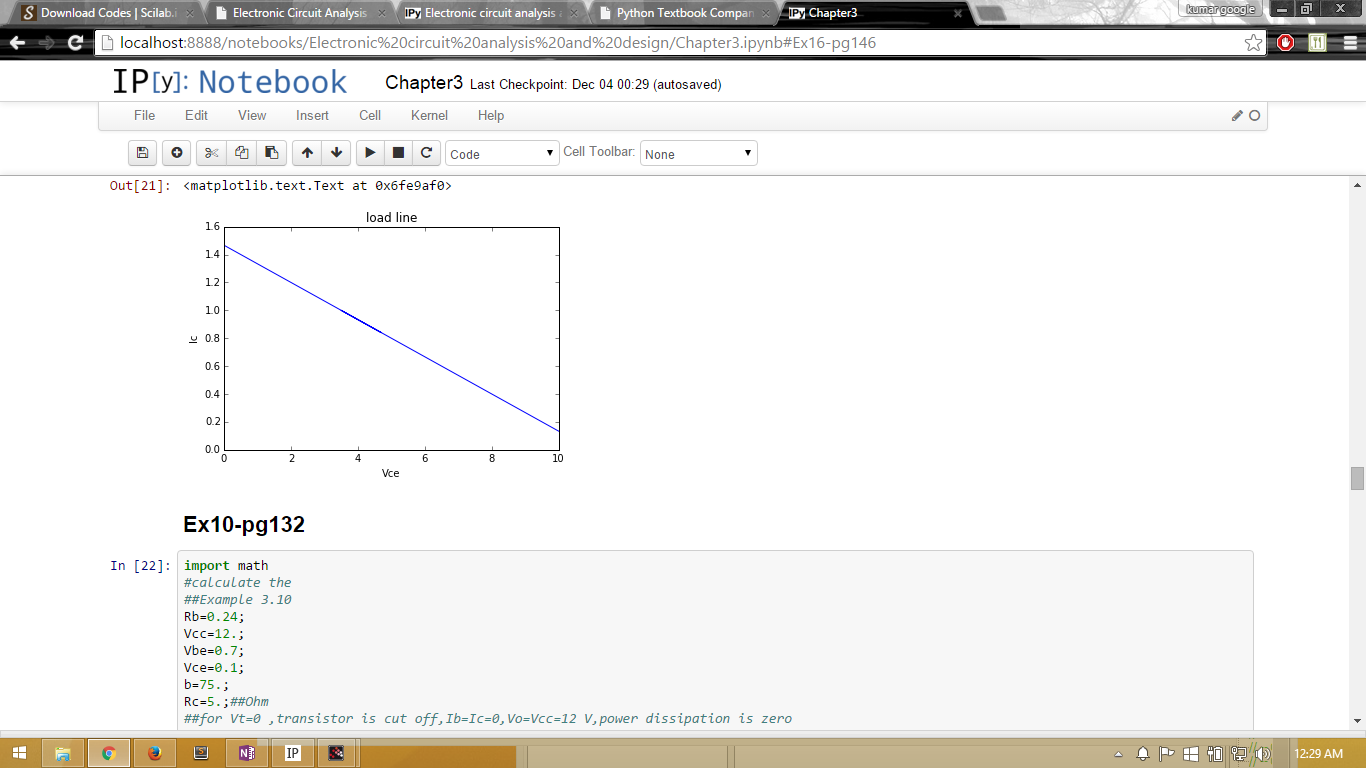 Download Codes | Scilab.i
Electronic Circuit Analysis
IPy Electronic circuit analysis a
Python Textbook Compan
IPy Chapter3
kumar google
localhost:8888/notebooks/Electronic%20circuit%20analysis%20and%20design/Chapter3.ipynb#Ex16-pg146
IP[y]: Notebook
Chapter3 Last Checkpoint: Dec 04 00:29 (autosaved)
File Edit View Insert Cell Kernel Help
Code Cell Toolbar: None
Out[21]: <matplotlib.text.Text at 0x6fe9af0>
load line
1.6
1.4
1.2
1.0
0.8
0.6
0.4
0.2
0.0
Ic
0 2 4 6 8 10
Vce
Ex10-pg132
In [22]: import math
#calculate the
##Example 3.10
Rb=0.24;
Vcc=12.;
Vbe=0.7;
Vce=0.1;
b=75.;
Rc=5.;##Ohm
##for Vt=0 ,transistor is cut off,Ib=Ic=0,Vo=Vcc=12 V,power dissipation is zero
IP
12:29 AM